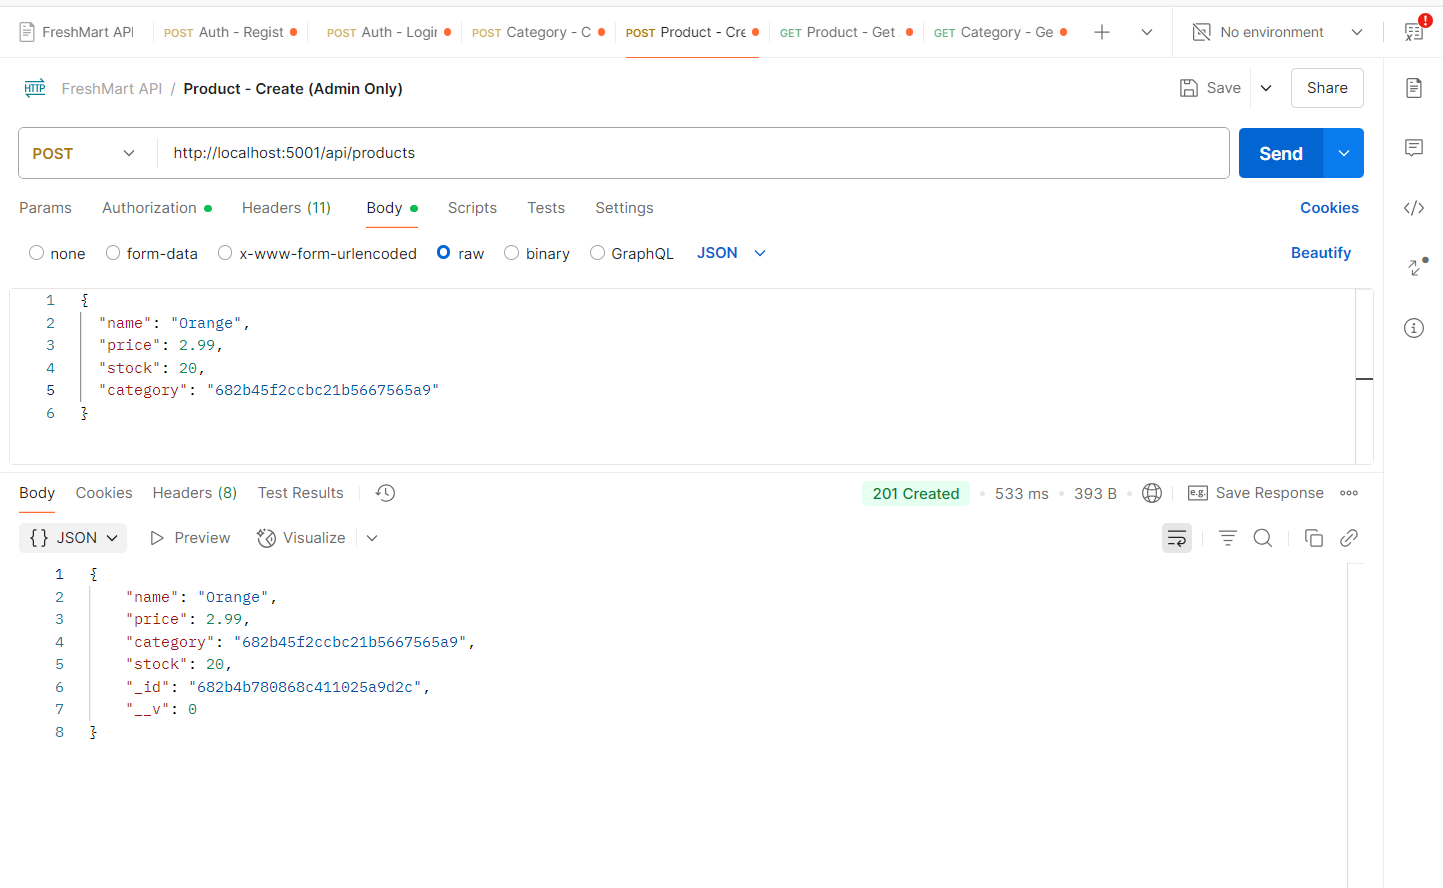 FreshMart API
POST Auth - Regist
POST Auth - Login
POST Category - C
POST Product - Cre
GET Product - Get
GET Category - Ge
No environment
HTTP FreshMart API / Product - Create (Admin Only)
Save
Share
POST
http://localhost:5001/api/products
Send
Params Authorization Headers (11) Body Scripts Tests Settings Cookies
none form-data x-www-form-urlencoded raw binary GraphQL JSON Beautify
1 {
2 "name": "Orange",
3 "price": 2.99,
4 "stock": 20,
5 "category": "682b45f2ccbc21b5667565a9"
6 }
Body Cookies Headers (8) Test Results 201 Created 533 ms 393 B e.g. Save Response
{} JSON Preview Visualize
1 {
2 "name": "Orange",
3 "price": 2.99,
4 "category": "682b45f2ccbc21b5667565a9",
5 "stock": 20,
6 "_id": "682b4b780868c411025a9d2c",
7 "__v": 0
8 }